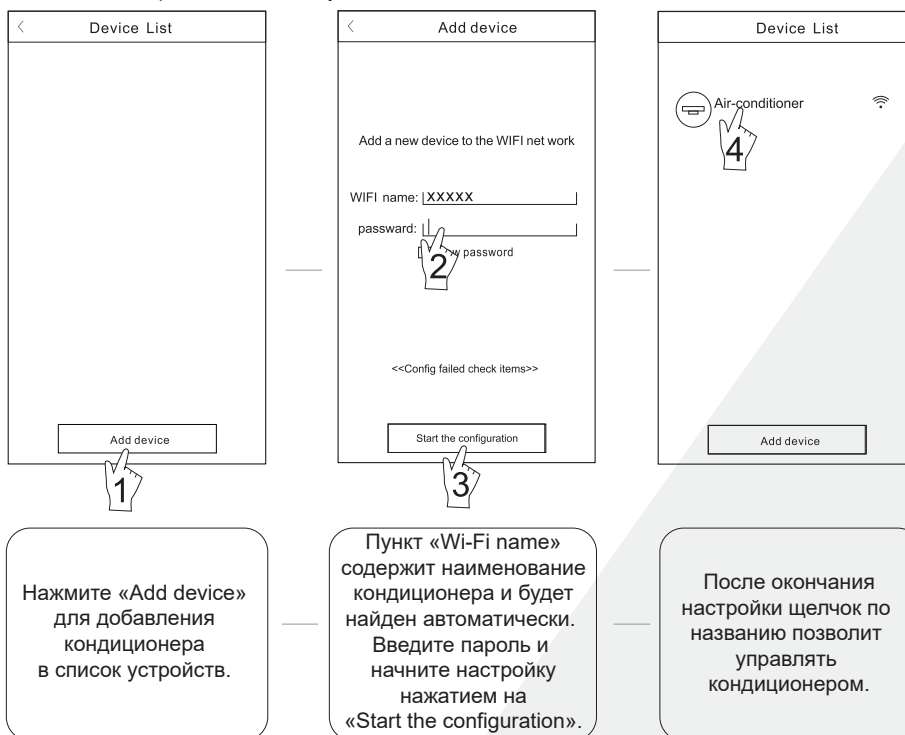 Device List
Add device
1
Add device
Add a new device to the WIFI net work
WIFI name: XXXXX
passward:
password
2
<<Config failed check items>>
Start the configuration
3
Device List
Air-conditioner
4
Add device
Нажмите «Add device»
для добавления
кондиционера
в список устройств.
Пункт «Wi-Fi name»
содержит наименование
кондиционера и будет
найден автоматически.
Введите пароль и
начните настройку
нажатием на
«Start the configuration».
После окончания
настройки щелчок по
названию позволит
управлять
кондиционером.